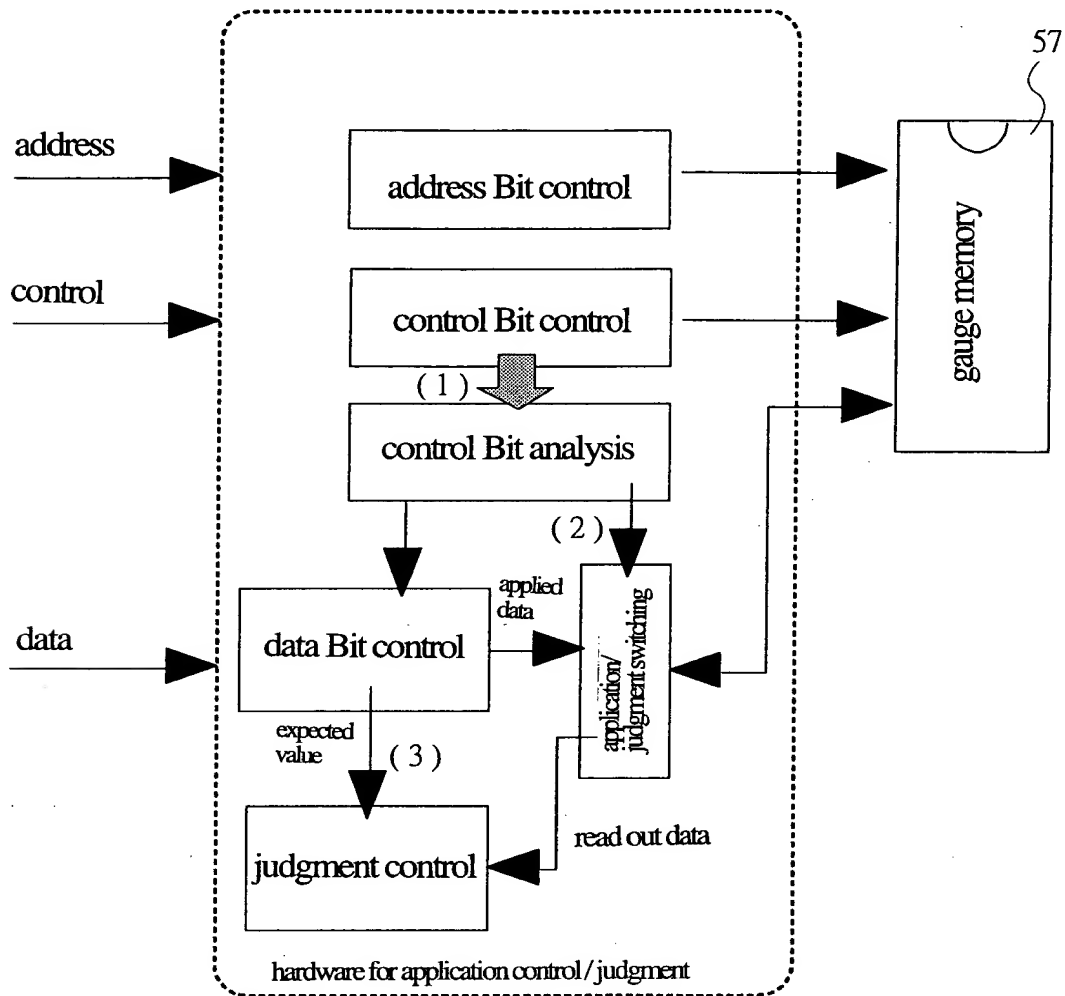 57
address
address Bit control
control
control Bit control
gauge memory
( 1 )
control Bit analysis
( 2 )
applied
data
data
data Bit control
application/
judgment switching
expected
value
( 3 )
read out data
judgment control
hardware for application control / judgment